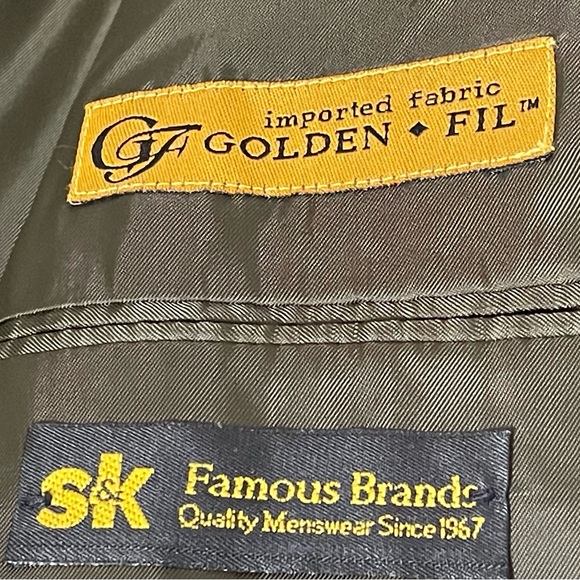 imported fabric
GF GOLDEN ◆ FIL™
S&K Famous Brands
Quality Menswear Since 1967